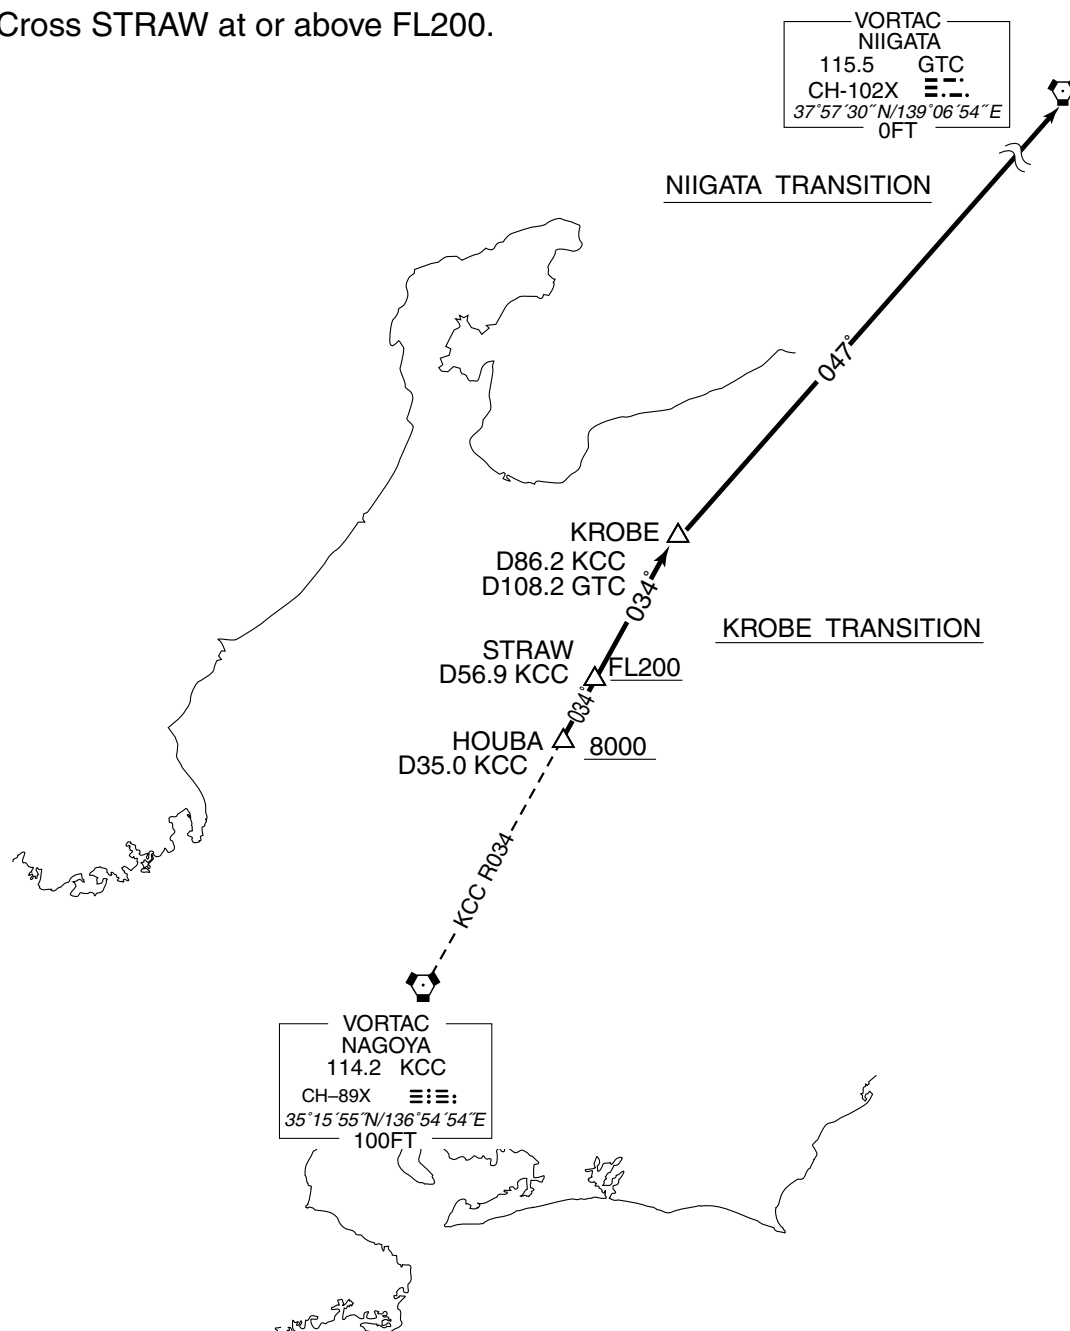 Cross STRAW at or above FL200.
VORTAC
NIIGATA
115.5 GTC
CH-102X
37°57′30″N/139°06′54″E
0FT
NIIGATA TRANSITION
047°
KROBE
D86.2 KCC
D108.2 GTC
034°
KROBE TRANSITION
STRAW
D56.9 KCC
FL200
034°
HOUBA
D35.0 KCC
8000
KCC R034
VORTAC
NAGOYA
114.2 KCC
CH–89X
35°15′55″N/136°54′54″E
100FT